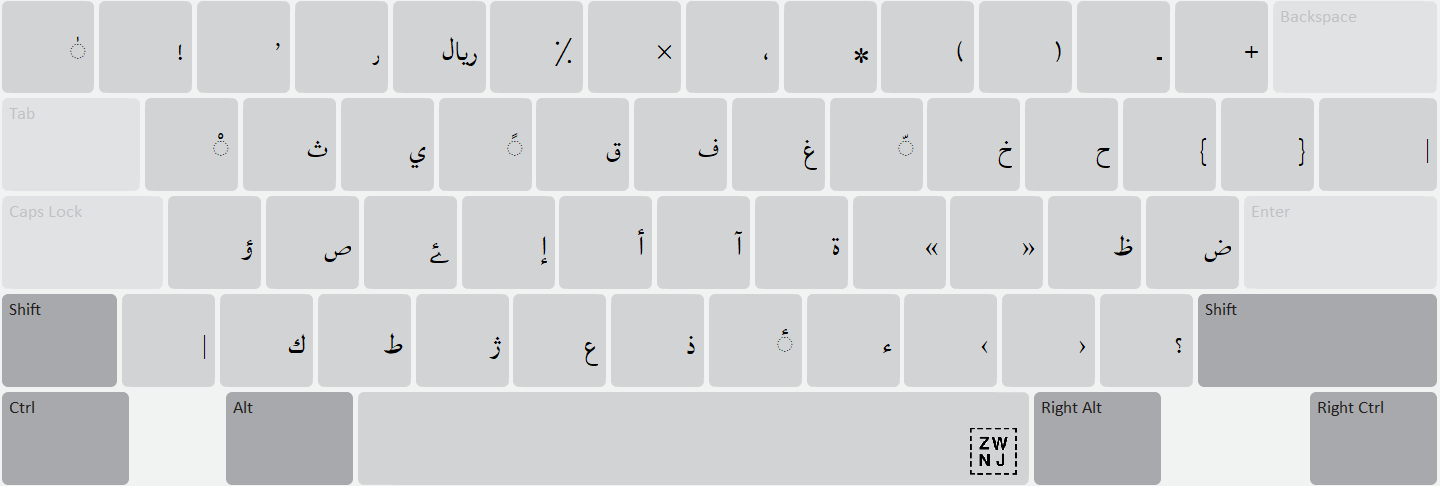 ٰ ! ’ ر ریال ٪ × ، * ) ( ـ + Backspace
Tab ْ ث ي ً ق ف غ ّ خ ح { } |
Caps Lock ؤ ص ئ إ أ آ ة « » ظ ض Enter
Shift | ك ط ژ ع ذ ٔ ء ‹ › ؟ Shift
Ctrl Alt ZW NJ Right Alt Right Ctrl